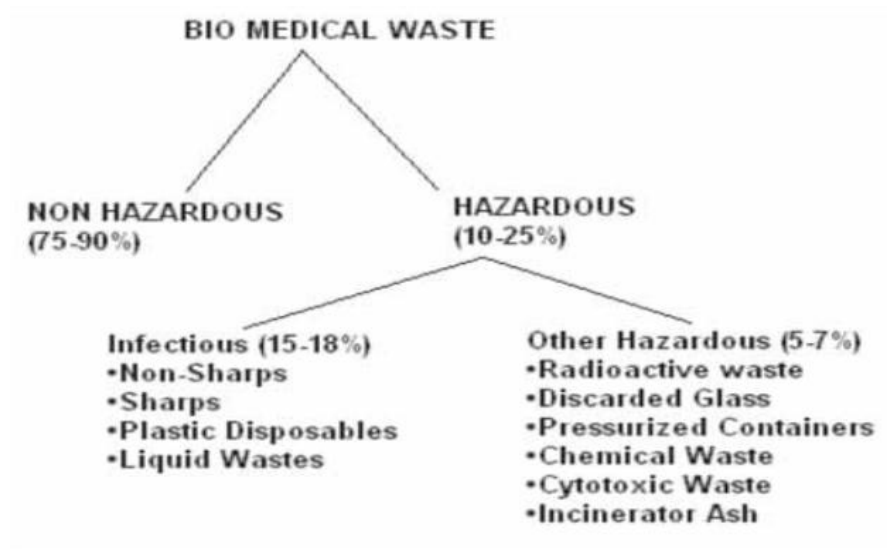 BIO MEDICAL WASTE
NON HAZARDOUS
(75-90%)
HAZARDOUS
(10-25%)
Infectious (15-18%)
•Non-Sharps
•Sharps
•Plastic Disposables
•Liquid Wastes
Other Hazardous (5-7%)
•Radioactive waste
•Discarded Glass
•Pressurized Containers
•Chemical Waste
•Cytotoxic Waste
•Incinerator Ash